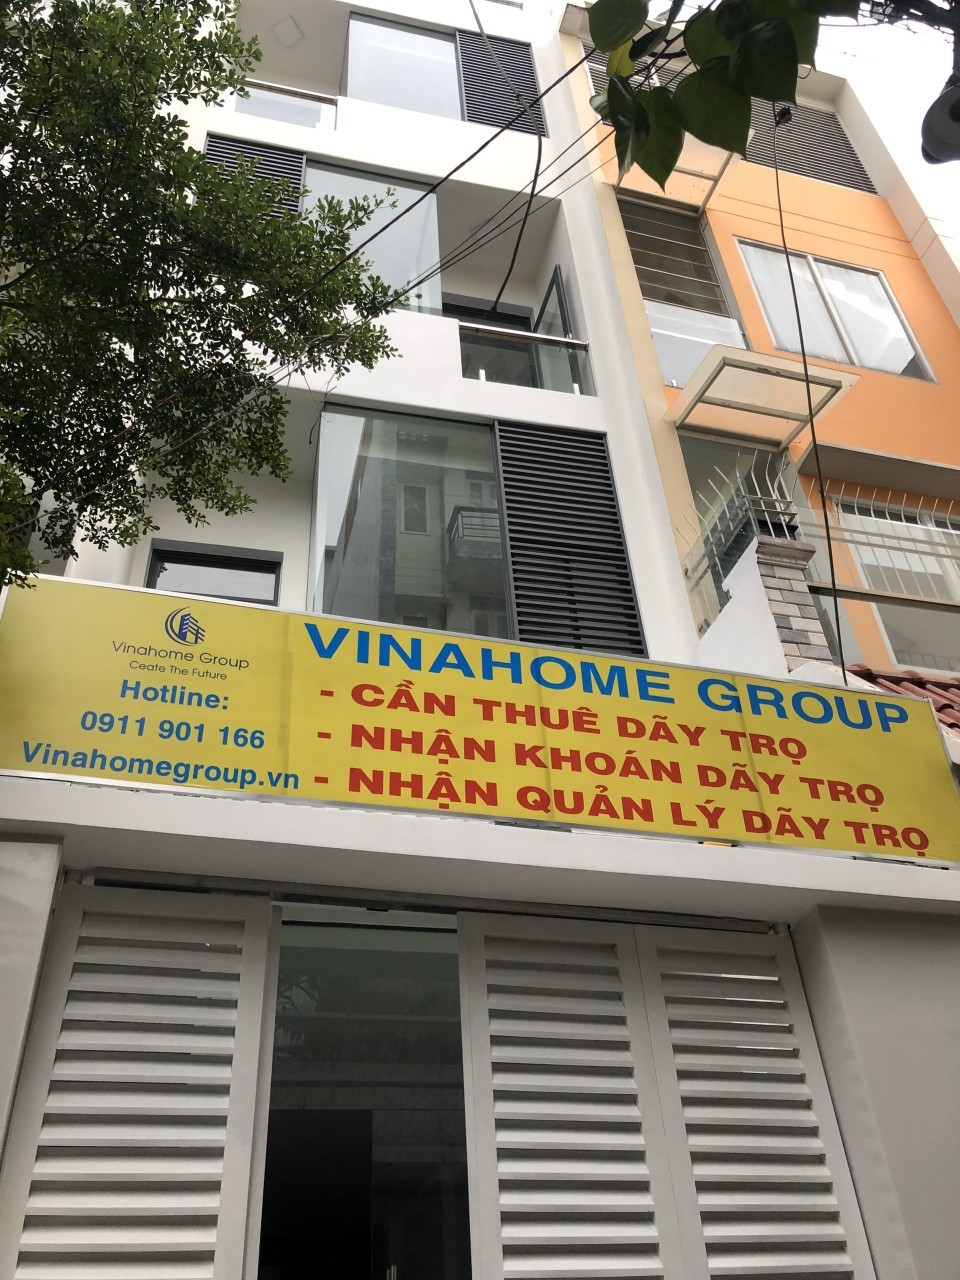 Vinahome Group
Ceate The Future
Hotline:
0911 901 166
Vinahomegroup.vn
VINAHOME GROUP
- CẦN THUÊ DÃY TRỌ
- NHẬN KHOÁN DÃY TRỌ
- NHẬN QUẢN LÝ DÃY TRỌ